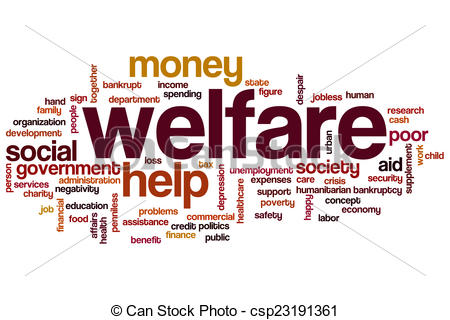 money
together
bankrupt
income
spending
state
figure
despair
jobless
human
hand
sign
department
family
people
organization
development
welfare
urban
research
cash
poor
social
government
administration
person
services
charity
negativity
loss
help
tax
depression
unemployment
expenses
support
poverty
society
care
crisis
humanitarian
bankruptcy
aid
security
supplement
work
child
job
financial
education
food
affairs
health
penniless
problems
assistance
benefit
commercial
credit
politics
finance
public
healthcare
safety
happy
concept
economy
labor
© Can Stock Photo - csp23191361